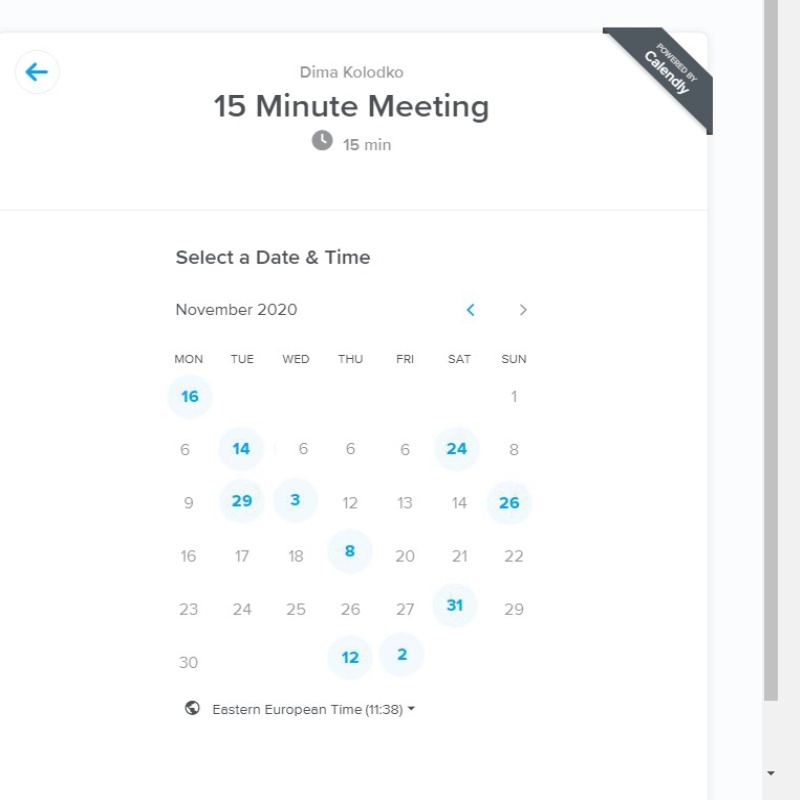 POWERED BY
Calendly
Dima Kolodko
15 Minute Meeting
15 min
Select a Date & Time
November 2020
MON TUE WED THU FRI SAT SUN
16 1
6 14 6 6 6 24 8
9 29 3 12 13 14 26
16 17 18 8 20 21 22
23 24 25 26 27 31 29
30 12 2
Eastern European Time (11:38)